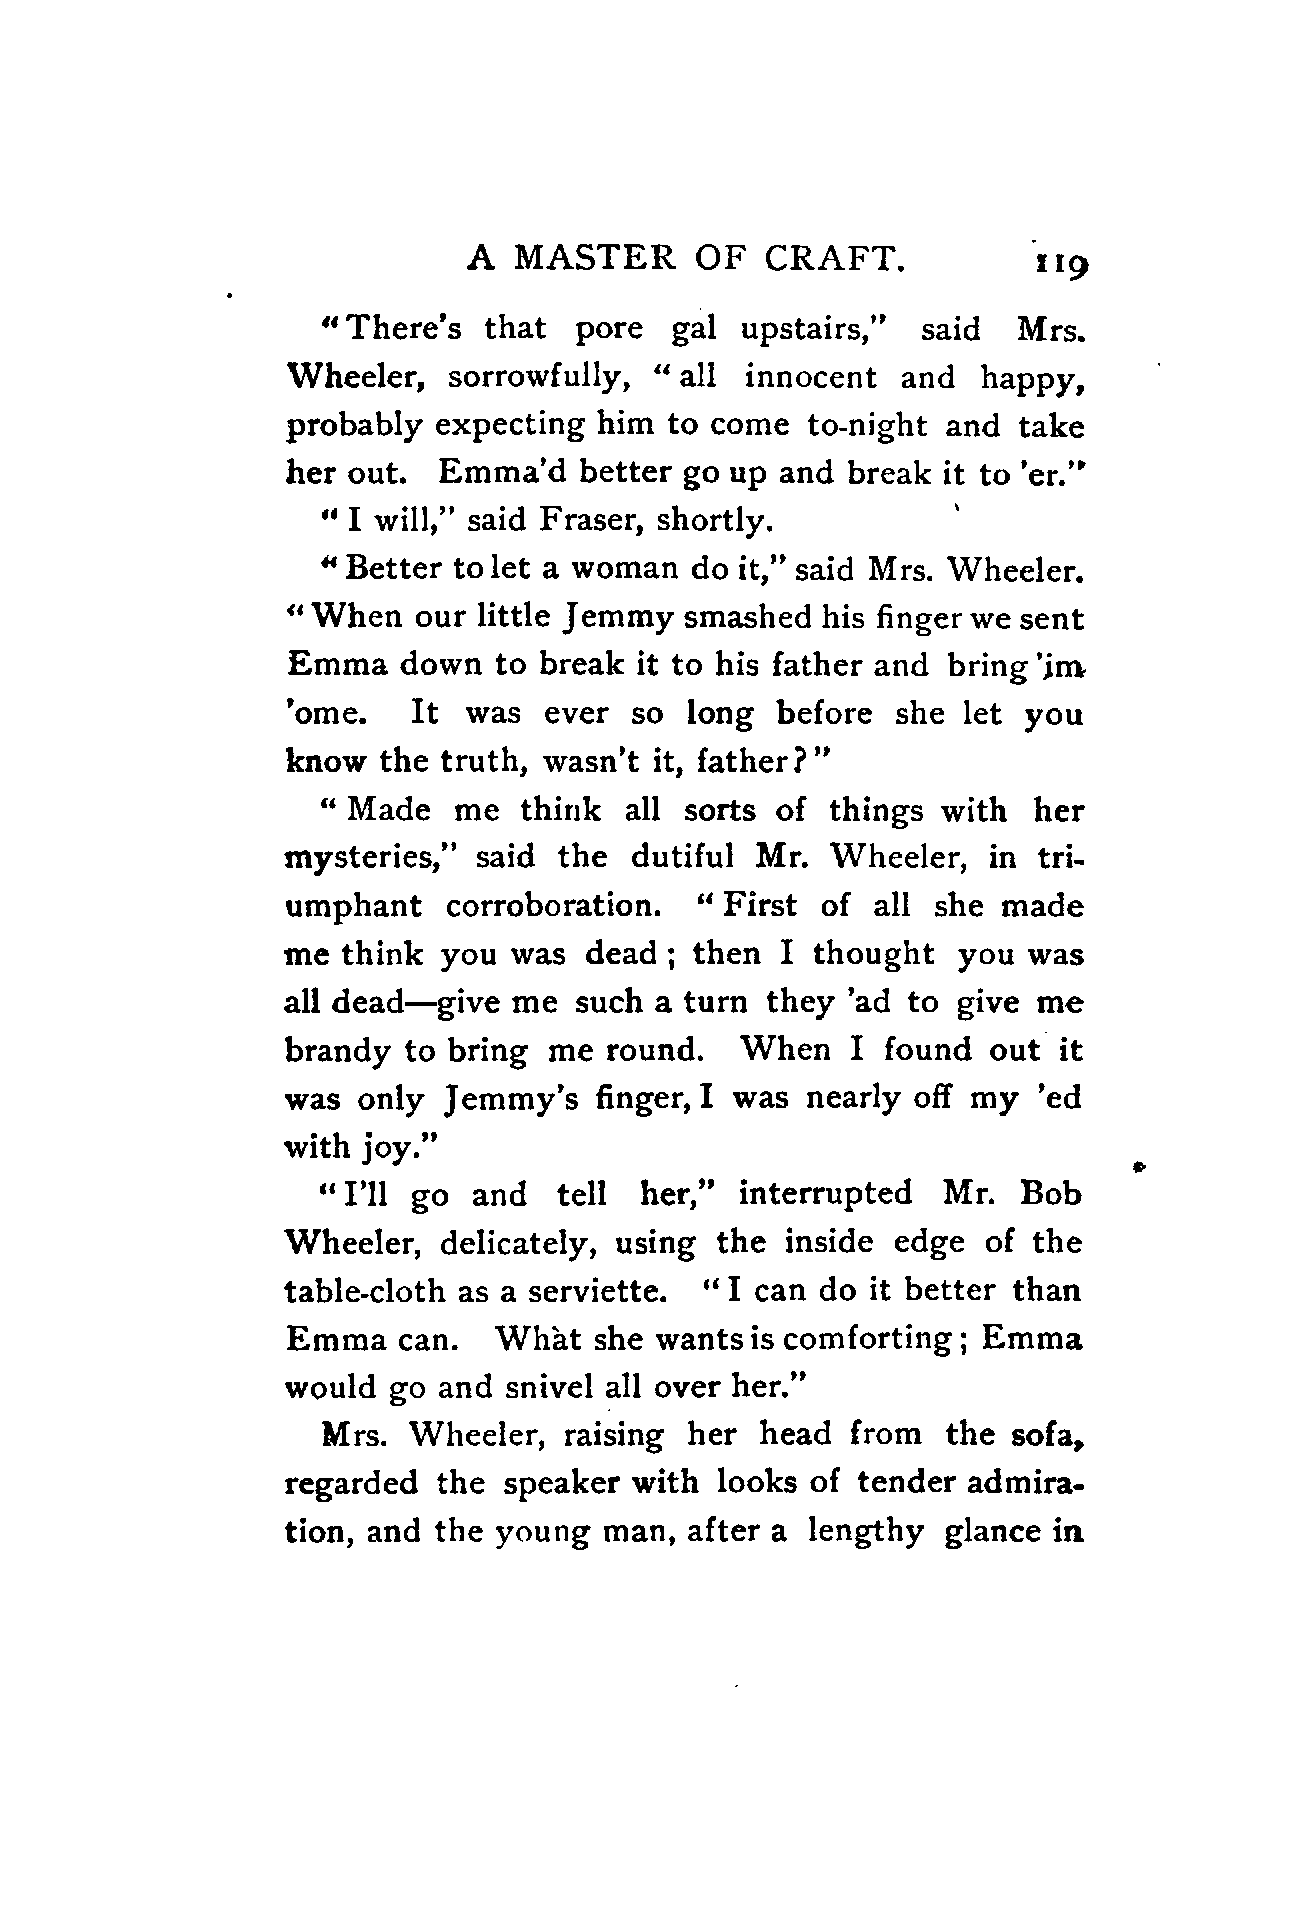 A MASTER OF CRAFT. 119
"There's that pore gal upstairs," said Mrs.
Wheeler, sorrowfully, "all innocent and happy,
probably expecting him to come to-night and take
her out. Emma'd better go up and break it to 'er."
"I will," said Fraser, shortly.
"Better to let a woman do it," said Mrs. Wheeler.
"When our little Jemmy smashed his finger we sent
Emma down to break it to his father and bring 'im
'ome. It was ever so long before she let you
know the truth, wasn't it, father?"
"Made me think all sorts of things with her
mysteries," said the dutiful Mr. Wheeler, in tri-
umphant corroboration. "First of all she made
me think you was dead; then I thought you was
all dead—give me such a turn they 'ad to give me
brandy to bring me round. When I found out it
was only Jemmy's finger, I was nearly off my 'ed
with joy."
"I'll go and tell her," interrupted Mr. Bob
Wheeler, delicately, using the inside edge of the
table-cloth as a serviette. "I can do it better than
Emma can. What she wants is comforting; Emma
would go and snivel all over her."
Mrs. Wheeler, raising her head from the sofa,
regarded the speaker with looks of tender admira-
tion, and the young man, after a lengthy glance in